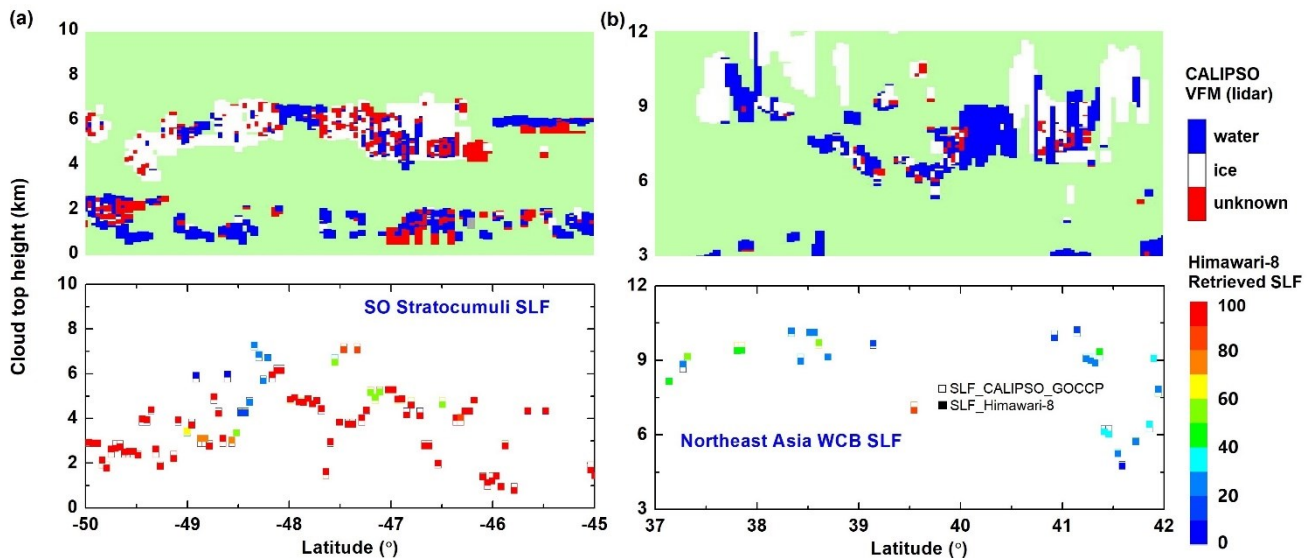 (a)
(b)
10
8
6
4
2
0
12
9
6
3
CALIPSO
VFM (lidar)
water
ice
unknown
Cloud top height (km)
10
8
6
4
2
0
SO Stratocumuli SLF
-50
-49
-48
-47
-46
-45
Latitude (°)
12
9
6
3
SLF_CALIPSO_GOCCP
SLF_Himawari-8
Northeast Asia WCB SLF
37
38
39
40
41
42
Latitude (°)
Himawari-8
Retrieved SLF
100
80
60
40
20
0